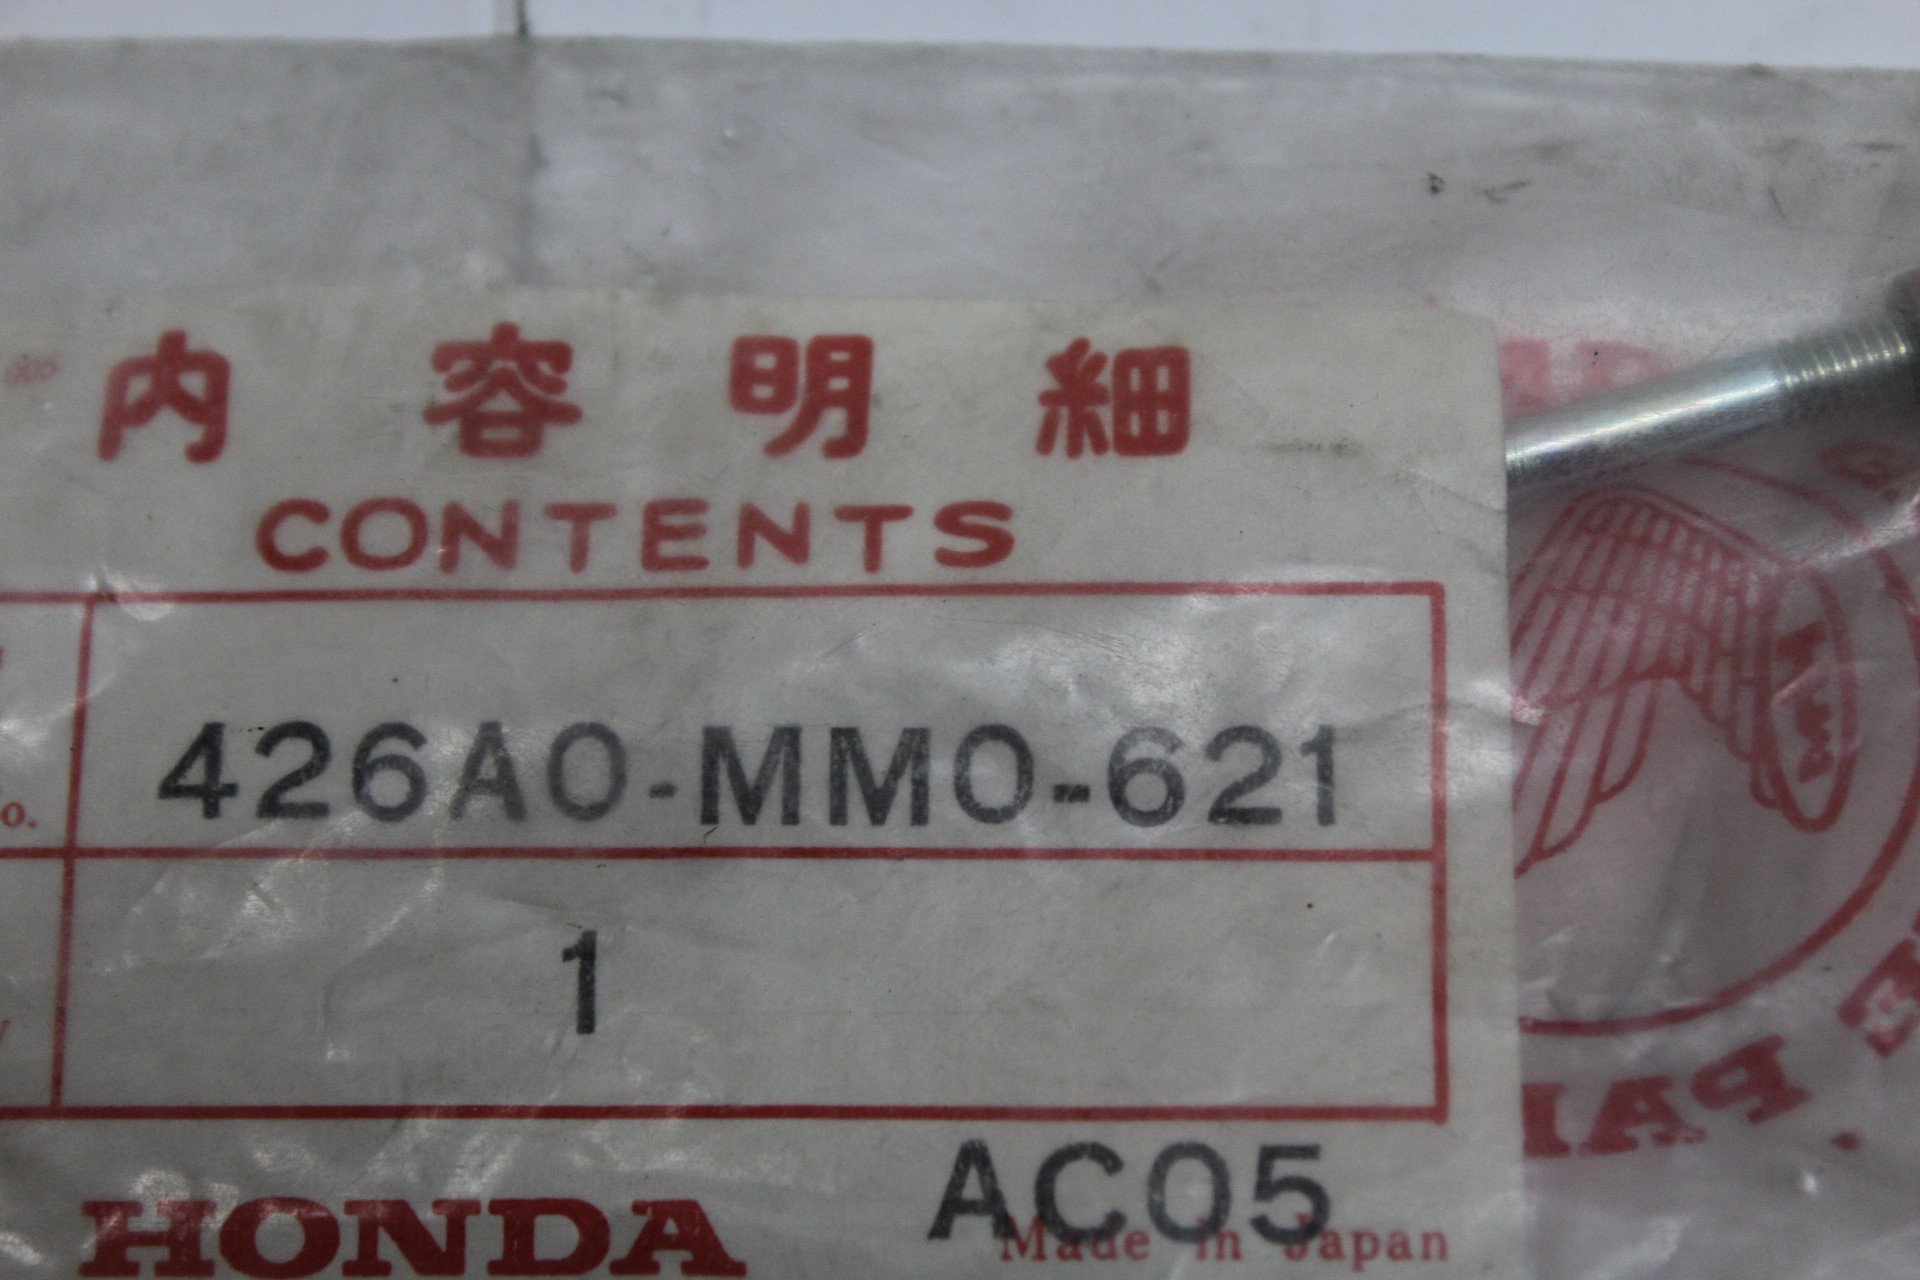 内容明細
CONTENTS
o. 426A0-MM0-621
1
AC05
HONDA Made in Japan